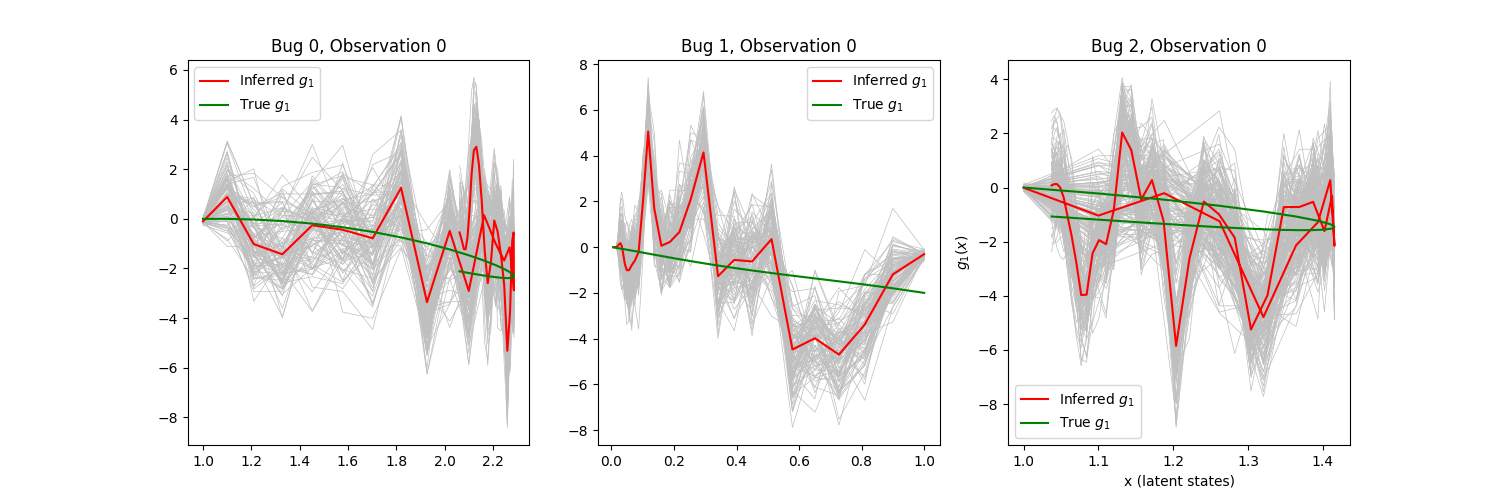 Bug 0, Observation 0
Inferred g₁
True g₁
6
4
2
0
−2
−4
−6
−8
1.0 1.2 1.4 1.6 1.8 2.0 2.2
Bug 1, Observation 0
Inferred g₁
True g₁
8
6
4
2
0
−2
−4
−6
−8
0.0 0.2 0.4 0.6 0.8 1.0
Bug 2, Observation 0
g₁(x)
4
2
0
−2
−4
−6
−8
Inferred g₁
True g₁
1.0 1.1 1.2 1.3 1.4
x (latent states)